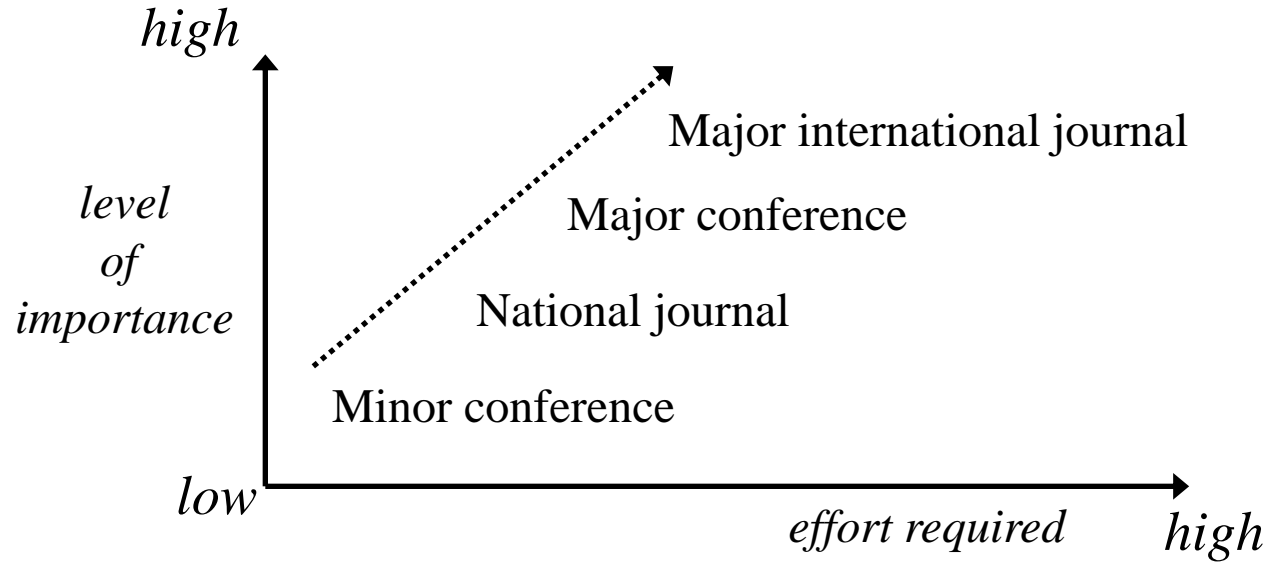 high
Major international journal
level
of
importance
Major conference
National journal
Minor conference
low
effort required
high